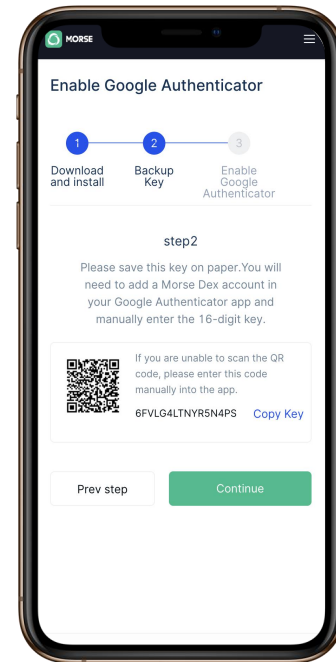 MORSE
Enable Google Authenticator
1
2
3
Download
and install
Backup
Key
Enable
Google
Authenticator
step2
Please save this key on paper.You will
need to add a Morse Dex account in
your Google Authenticator app and
manually enter the 16-digit key.
If you are unable to scan the QR
code, please enter this code
manually into the app.
6FVLG4LTNYR5N4PS Copy Key
Prev step
Continue